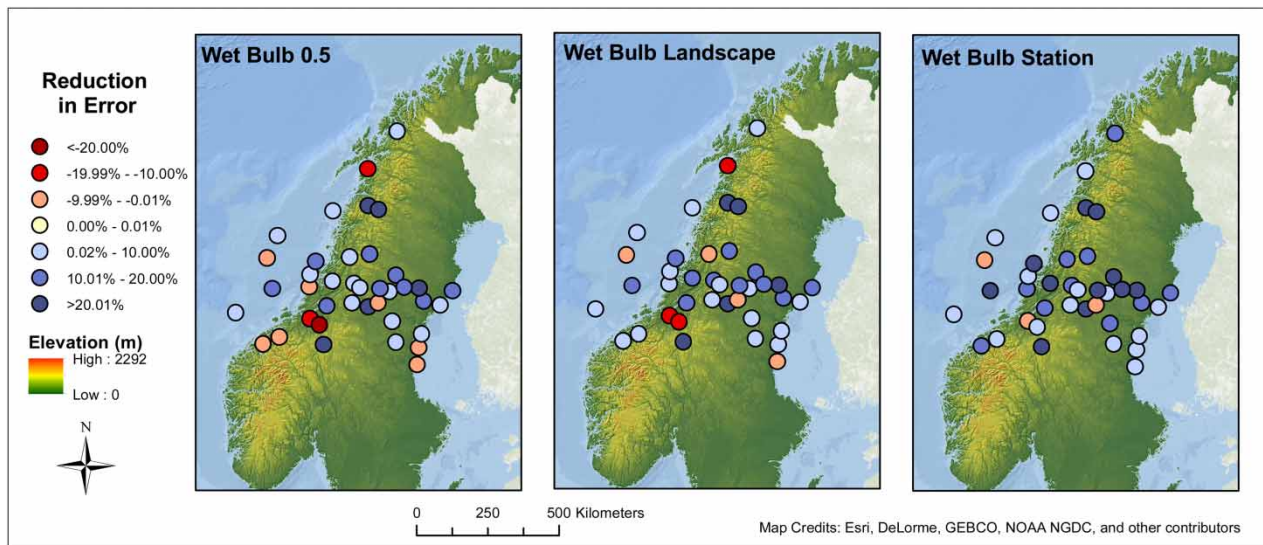 Reduction
in Error
<-20.00%
-19.99% - -10.00%
-9.99% - -0.01%
0.00% - 0.01%
0.02% - 10.00%
10.01% - 20.00%
>20.01%
Elevation (m)
High : 2292
Low : 0
N
Wet Bulb 0.5
Wet Bulb Landscape
Wet Bulb Station
0 250 500 Kilometers
Map Credits: Esri, DeLorme, GEBCO, NOAA NGDC, and other contributors